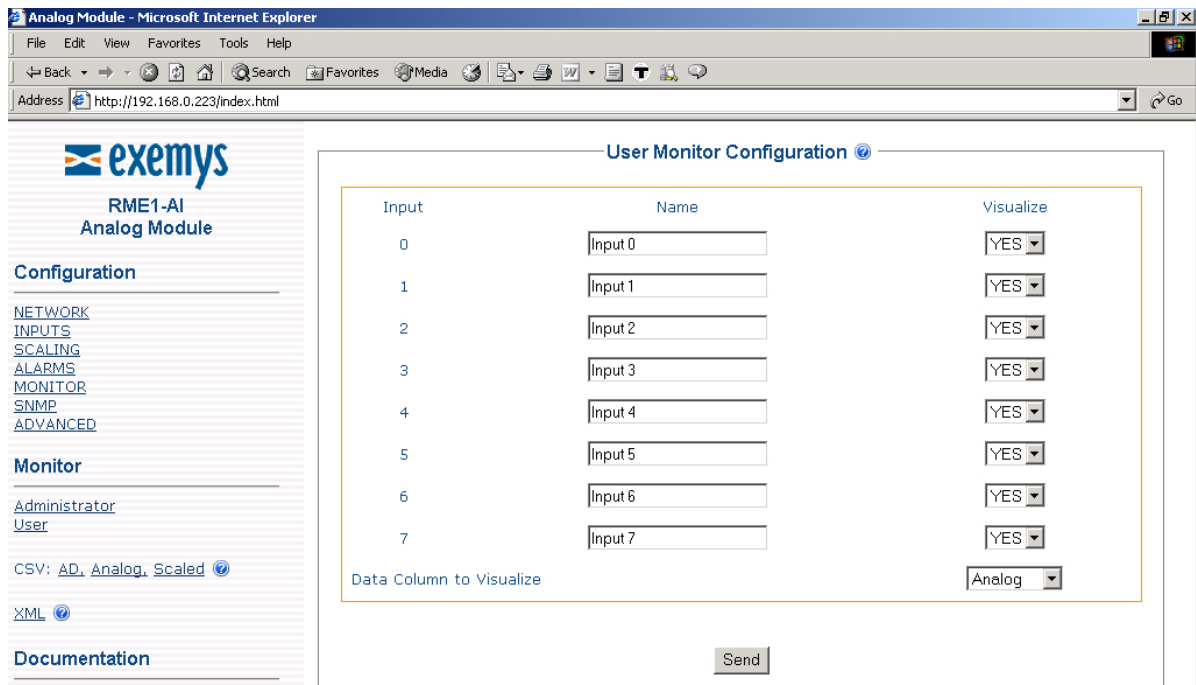 Analog Module - Microsoft Internet Explorer
File Edit View Favorites Tools Help
Back Search Favorites Media
Address http://192.168.0.223/index.html Go
exemys
RME1-AI
Analog Module
Configuration
NETWORK
INPUTS
SCALING
ALARMS
MONITOR
SNMP
ADVANCED
Monitor
Administrator
User
CSV: AD, Analog, Scaled ?
XML ?
Documentation
User Monitor Configuration ?
Input Name Visualize
0 Input 0 YES
1 Input 1 YES
2 Input 2 YES
3 Input 3 YES
4 Input 4 YES
5 Input 5 YES
6 Input 6 YES
7 Input 7 YES
Data Column to Visualize Analog
Send